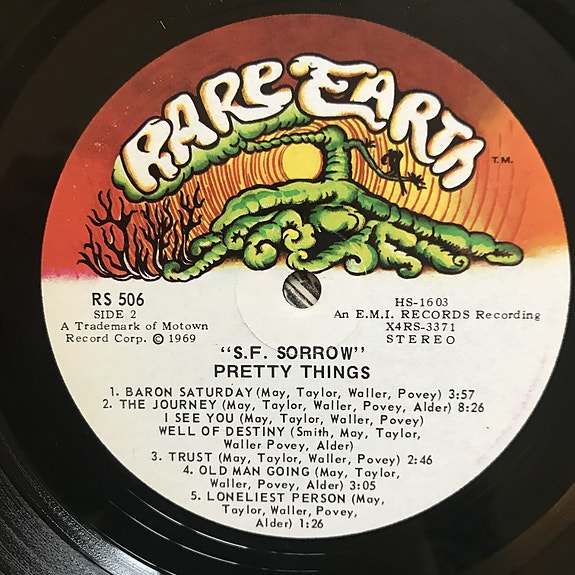 RARE EARTH
T.M.
RS 506
SIDE 2
A Trademark of Motown
Record Corp. © 1969
HS-1603
An E.M.I. RECORDS Recording
X4RS-3371
STEREO
"S.F. SORROW"
PRETTY THINGS
1. BARON SATURDAY (May, Taylor, Waller, Povey) 3:57
2. THE JOURNEY (May, Taylor, Waller, Povey, Alder) 8:26
I SEE YOU (May, Taylor, Waller, Povey)
WELL OF DESTINY (Smith, May, Taylor,
Waller Povey, Alder)
3. TRUST (May, Taylor, Waller, Povey) 2:46
4. OLD MAN GOING (May, Taylor,
Waller, Povey, Alder) 3:05
5. LONELIEST PERSON (May,
Taylor, Waller, Povey,
Alder) 1:26